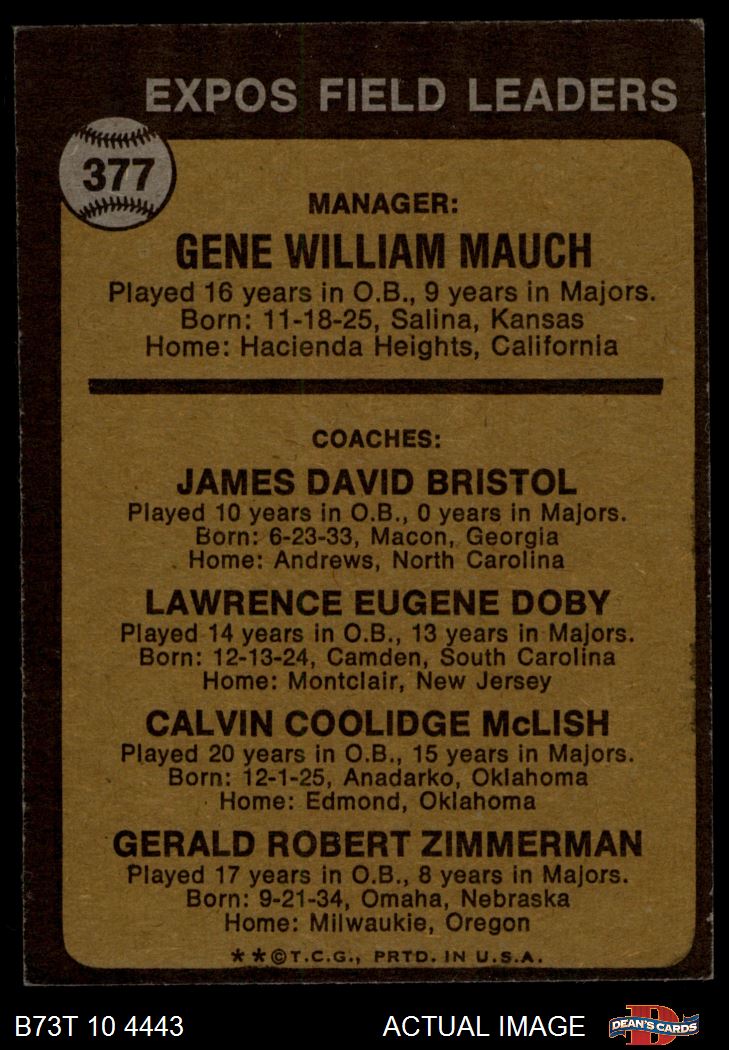 EXPOS FIELD LEADERS
377
MANAGER:
GENE WILLIAM MAUCH
Played 16 years in O.B., 9 years in Majors.
Born: 11-18-25, Salina, Kansas
Home: Hacienda Heights, California
COACHES:
JAMES DAVID BRISTOL
Played 10 years in O.B., 0 years in Majors.
Born: 6-23-33, Macon, Georgia
Home: Andrews, North Carolina
LAWRENCE EUGENE DOBY
Played 14 years in O.B., 13 years in Majors.
Born: 12-13-24, Camden, South Carolina
Home: Montclair, New Jersey
CALVIN COOLIDGE McLISH
Played 20 years in O.B., 15 years in Majors.
Born: 12-1-25, Anadarko, Oklahoma
Home: Edmond, Oklahoma
GERALD ROBERT ZIMMERMAN
Played 17 years in O.B., 8 years in Majors.
Born: 9-21-34, Omaha, Nebraska
Home: Milwaukie, Oregon
**©T.C.G., PRTD. IN U.S.A.
B73T 10 4443 ACTUAL IMAGE D DEAN'S CARDS